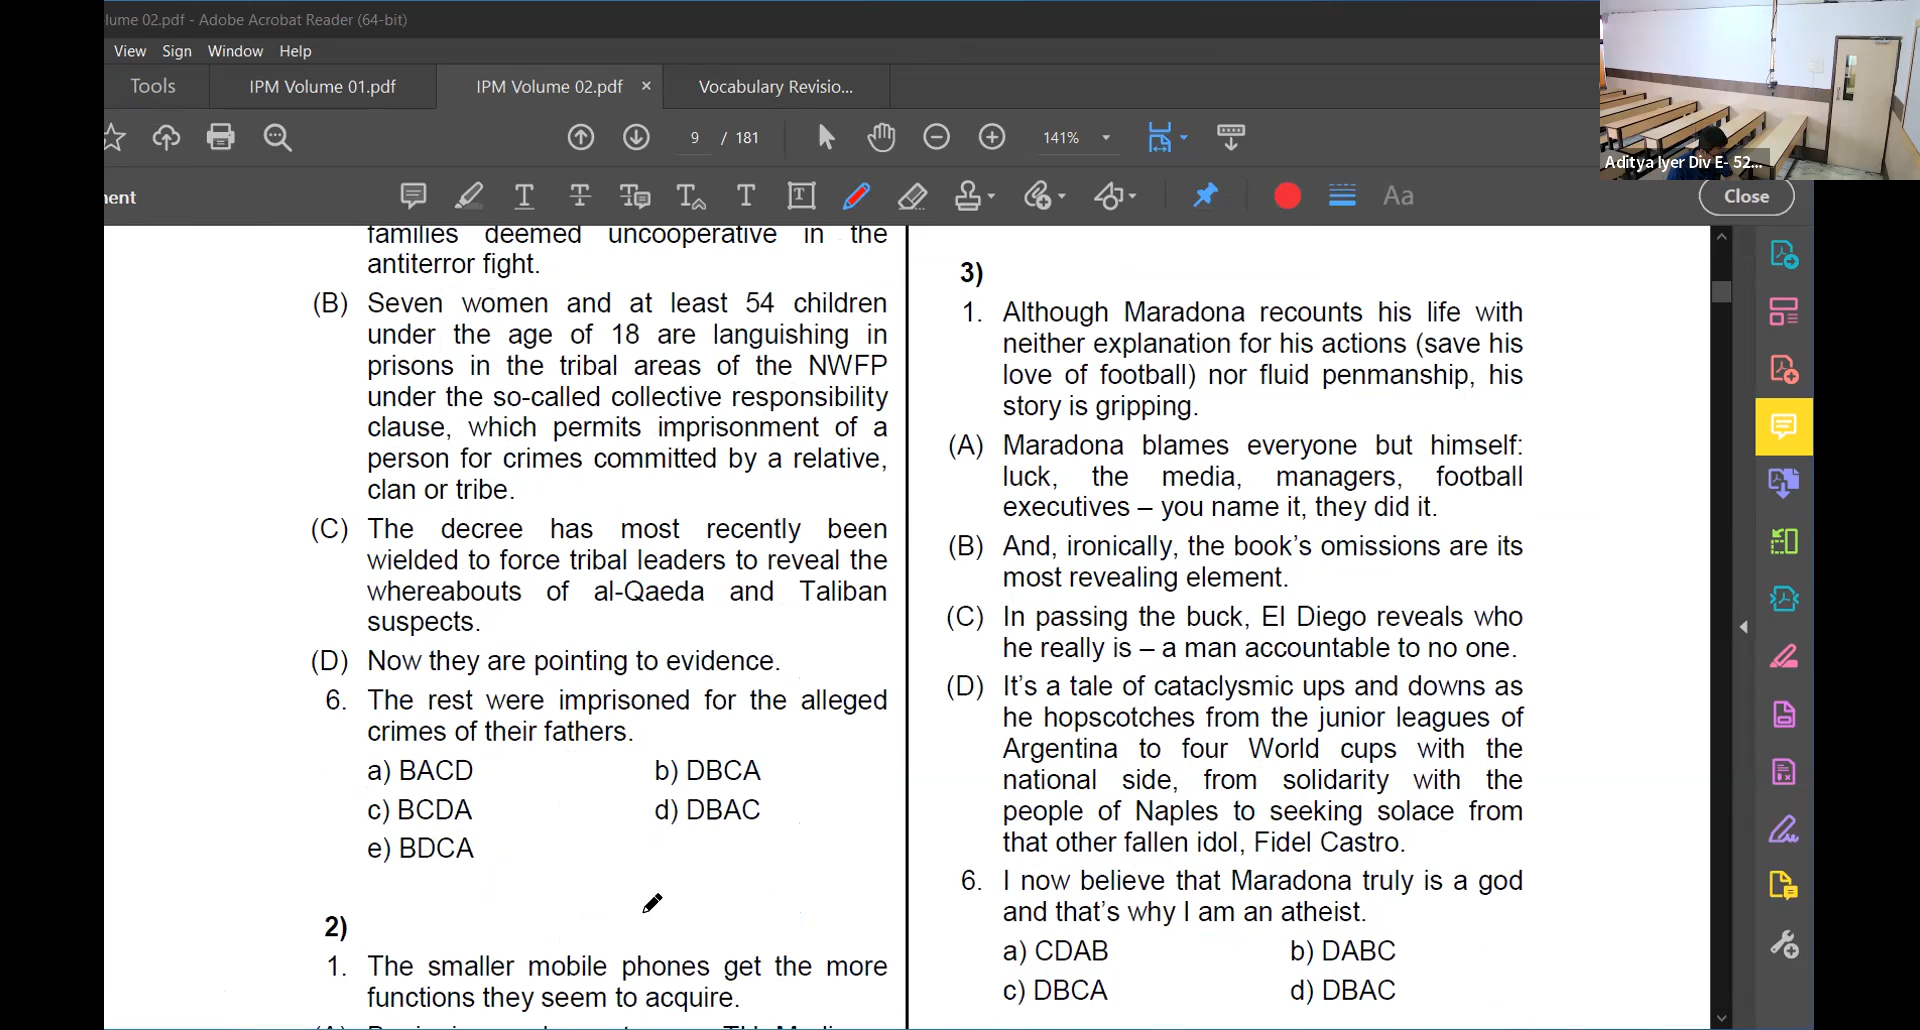 lume 02.pdf - Adobe Acrobat Reader (64-bit)
View Sign Window Help
Tools
IPM Volume 01.pdf
IPM Volume 02.pdf ×
Vocabulary Revisio...
9 / 181
141%
Aditya Iyer Div E- 52...
ent
Aa
Close
families deemed uncooperative in the
antiterror fight.
(B) Seven women and at least 54 children
under the age of 18 are languishing in
prisons in the tribal areas of the NWFP
under the so-called collective responsibility
clause, which permits imprisonment of a
person for crimes committed by a relative,
clan or tribe.
(C) The decree has most recently been
wielded to force tribal leaders to reveal the
whereabouts of al-Qaeda and Taliban
suspects.
(D) Now they are pointing to evidence.
6. The rest were imprisoned for the alleged
crimes of their fathers.
a) BACD b) DBCA
c) BCDA d) DBAC
e) BDCA
2)
1. The smaller mobile phones get the more
functions they seem to acquire.
3)
1. Although Maradona recounts his life with
neither explanation for his actions (save his
love of football) nor fluid penmanship, his
story is gripping.
(A) Maradona blames everyone but himself:
luck, the media, managers, football
executives – you name it, they did it.
(B) And, ironically, the book's omissions are its
most revealing element.
(C) In passing the buck, El Diego reveals who
he really is – a man accountable to no one.
(D) It's a tale of cataclysmic ups and downs as
he hopscotches from the junior leagues of
Argentina to four World cups with the
national side, from solidarity with the
people of Naples to seeking solace from
that other fallen idol, Fidel Castro.
6. I now believe that Maradona truly is a god
and that's why I am an atheist.
a) CDAB b) DABC
c) DBCA d) DBAC